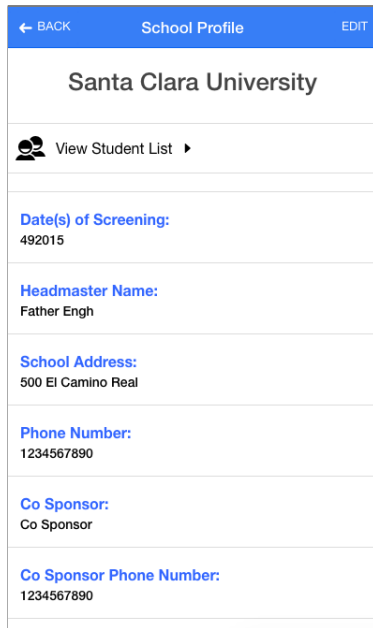 BACK School Profile EDIT
Santa Clara University
View Student List
Date(s) of Screening:
492015
Headmaster Name:
Father Engh
School Address:
500 El Camino Real
Phone Number:
1234567890
Co Sponsor:
Co Sponsor
Co Sponsor Phone Number:
1234567890